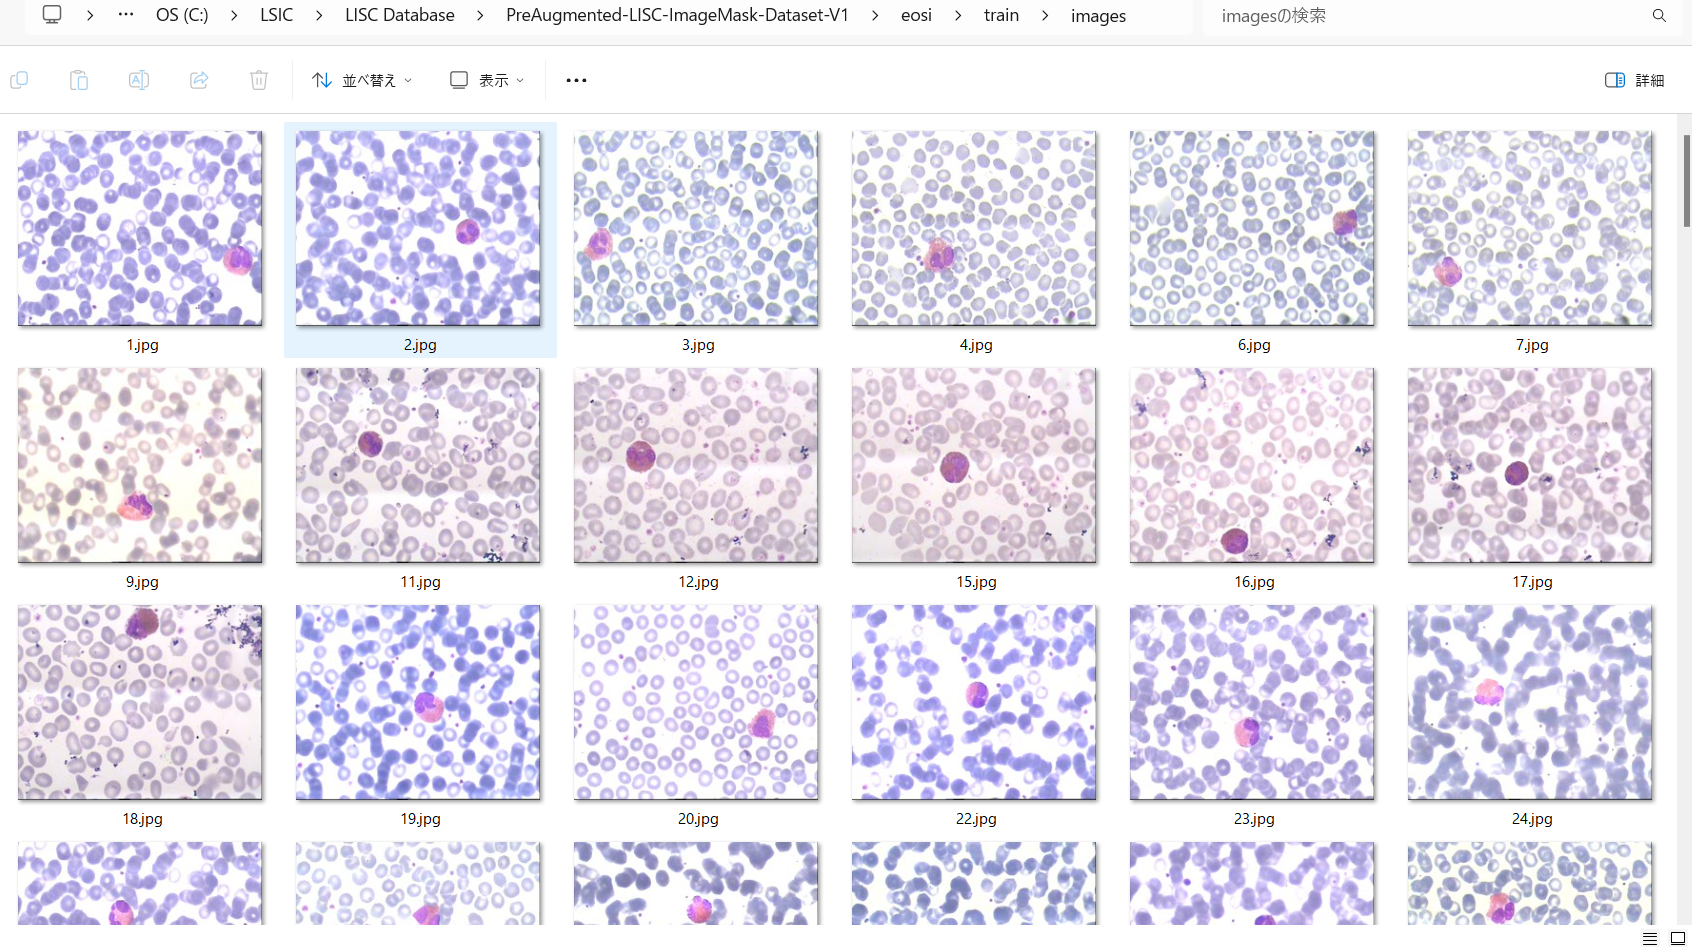 OS (C:) > LSIC > LISC Database > PreAugmented-LISC-ImageMask-Dataset-V1 > eosi > train > images
imagesの検索
並べ替え
表示
詳細
1.jpg
2.jpg
3.jpg
4.jpg
6.jpg
7.jpg
9.jpg
11.jpg
12.jpg
15.jpg
16.jpg
17.jpg
18.jpg
19.jpg
20.jpg
22.jpg
23.jpg
24.jpg